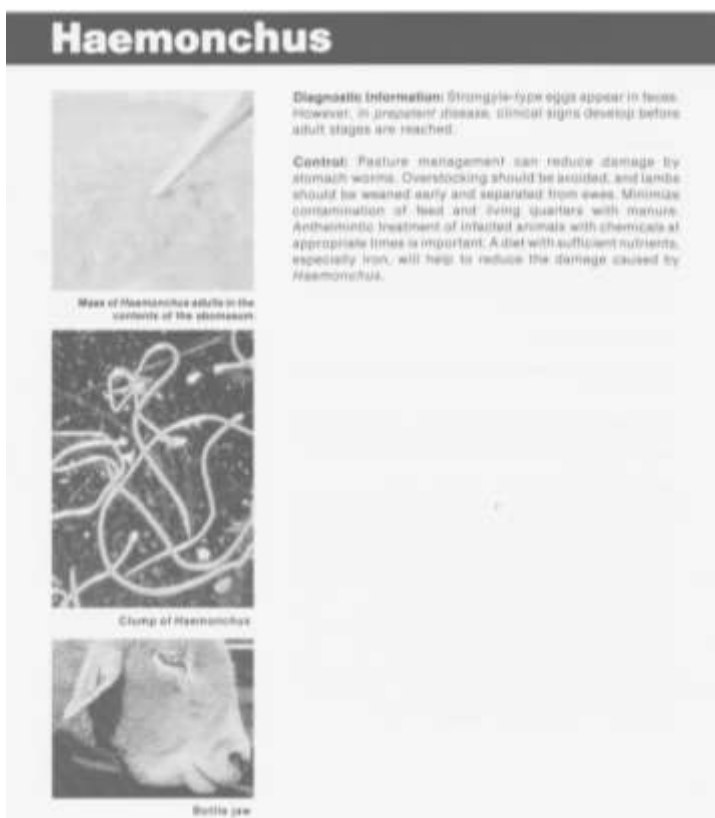 Haemonchus
Diagnostic Information: Strongyle-type eggs appear in feces.
However, in prepatent disease, clinical signs develop before
adult stages are reached.
Control: Pasture management can reduce damage by
stomach worms. Overstocking should be avoided, and lambs
should be weaned early and separated from ewes. Minimize
contamination of feed and living quarters with manure.
Anthelmintic treatment of infected animals with chemicals at
appropriate times is important. A diet with sufficient nutrients,
especially iron, will help to reduce the damage caused by
Haemonchus.
Mass of Haemonchus adults in the
contents of the abomasum
Clump of Haemonchus
Bottle jaw